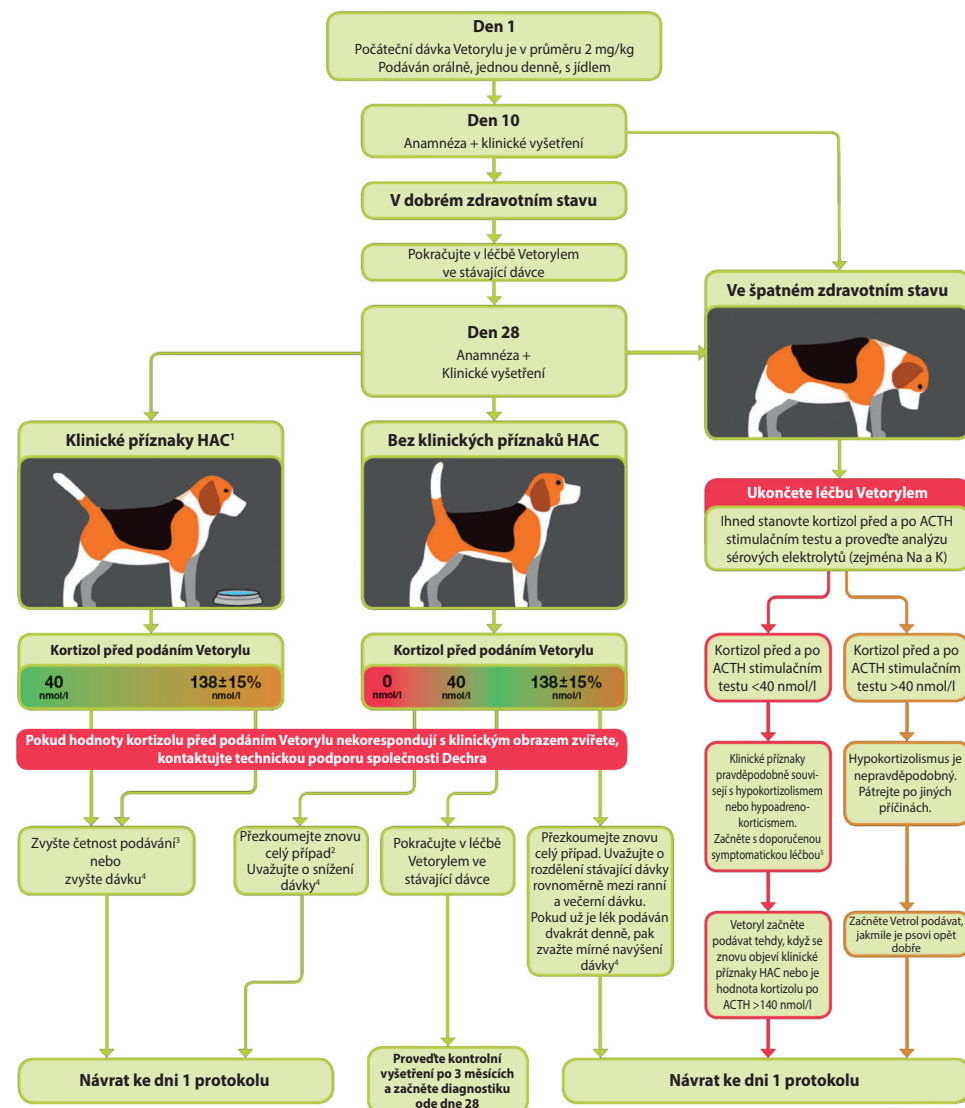 Den 1
Počáteční dávka Vetorylu je v průměru 2 mg/kg
Podáván orálně, jednou denně, s jídlem
Den 10
Anamnéza + klinické vyšetření
V dobrém zdravotním stavu
Pokračujte v léčbě Vetorylem
ve stávající dávce
Ve špatném zdravotním stavu
Den 28
Anamnéza +
Klinické vyšetření
Klinické příznaky HAC¹
Bez klinických příznaků HAC
Ukončete léčbu Vetorylem
Ihned stanovte kortizol před a po ACTH
stimulačním testu a proveďte analýzu
sérových elektrolytů (zejména Na a K)
Kortizol před podáním Vetorylu
40
nmol/l
138±15%
nmol/l
Kortizol před podáním Vetorylu
0
nmol/l
40
nmol/l
138±15%
nmol/l
Kortizol před a po
ACTH stimulačním
testu <40 nmol/l
Kortizol před a po
ACTH stimulačním
testu >40 nmol/l
Pokud hodnoty kortizolu před podáním Vetorylu nekorespondují s klinickým obrazem zvířete,
kontaktujte technickou podporu společnosti Dechra
Klinické příznaky
pravděpodobně souvi-
sejí s hypokortizolismem
nebo hypoadreno-
korticismem.
Začněte s doporučenou
symptomatickou léčbou⁵
Hypokortizolismus je
nepravděpodobný.
Pátrejte po jiných
příčinách.
Zvyšte četnost podávání³
nebo
zvyšte dávku⁴
Přezkoumejte znovu
celý případ²
Uvažujte o snížení
dávky⁴
Pokračujte v léčbě
Vetorylem ve
stávající dávce
Přezkoumejte znovu
celý případ. Uvažujte o
rozdělení stávající dávky
rovnoměrně mezi ranní
a večerní dávku.
Pokud už je lék podáván
dvakrát denně, pak
zvažte mírné navýšení
dávky⁴
Vetoryl začněte
podávat tehdy, když se
znovu objeví klinické
příznaky HAC nebo je
hodnota kortizolu po
ACTH >140 nmol/l
Začněte Vetrol podávat,
jakmile je psovi opět
dobře
Návrat ke dni 1 protokolu
Proveďte kontrolní
vyšetření po 3 měsících
a začněte diagnostiku
ode dne 28
Návrat ke dni 1 protokolu